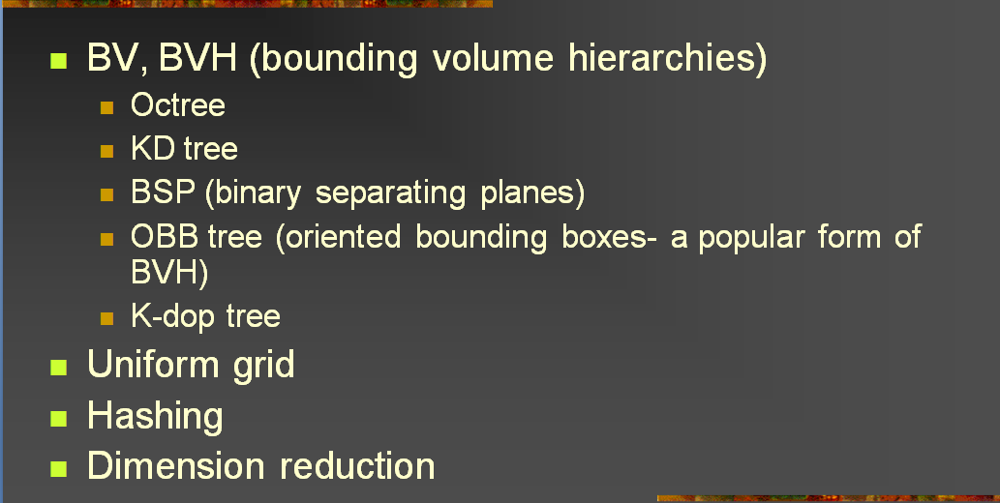 BV, BVH (bounding volume hierarchies)
Octree
KD tree
BSP (binary separating planes)
OBB tree (oriented bounding boxes- a popular form of
BVH)
K-dop tree
Uniform grid
Hashing
Dimension reduction